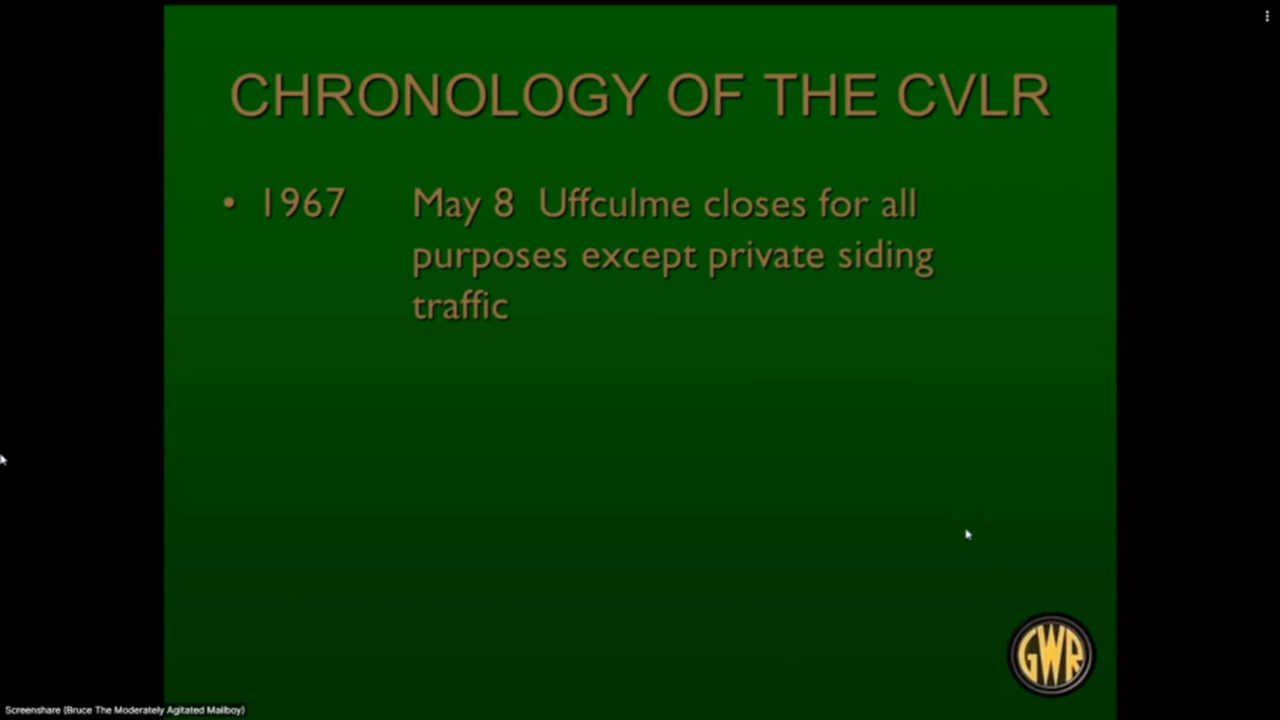 CHRONOLOGY OF THE CVLR
• 1967 May 8 Uffculme closes for all
purposes except private siding
traffic
GWR
Screenshare (Bruce The Moderately Agitated Mailboy)